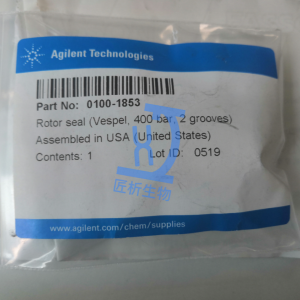 Agilent Technologies
Part No: 0100-1853
Rotor seal (Vespel, 400 bar, 2 grooves)
Assembled in USA (United States)
Contents: 1 Lot ID: 0519
匠析生物
www.agilent.com/chem/supplies